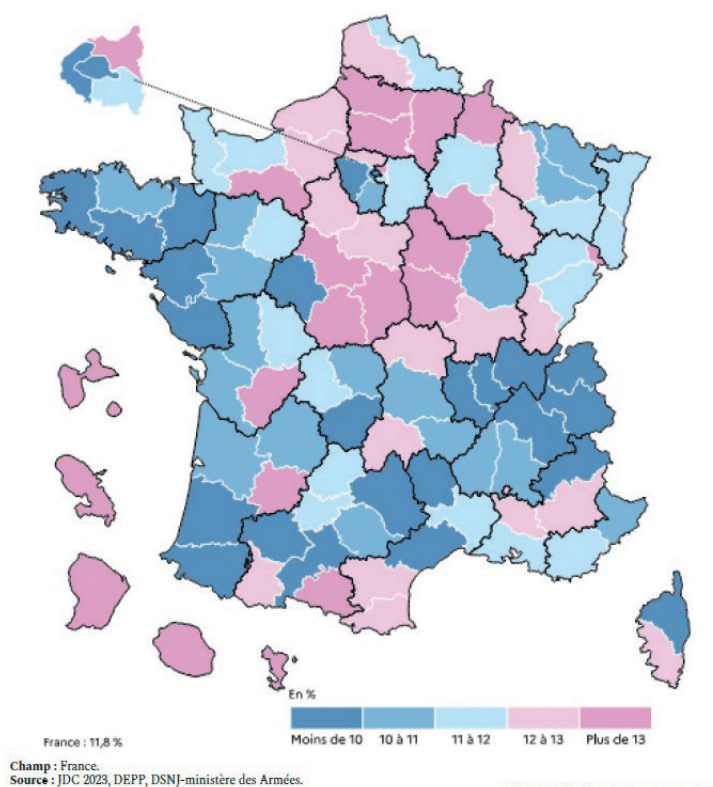 En %
Moins de 10
10 à 11
11 à 12
12 à 13
Plus de 13
France : 11,8 %
Champ : France.
Source : JDC 2023, DEPP, DSNJ-ministère des Armées.